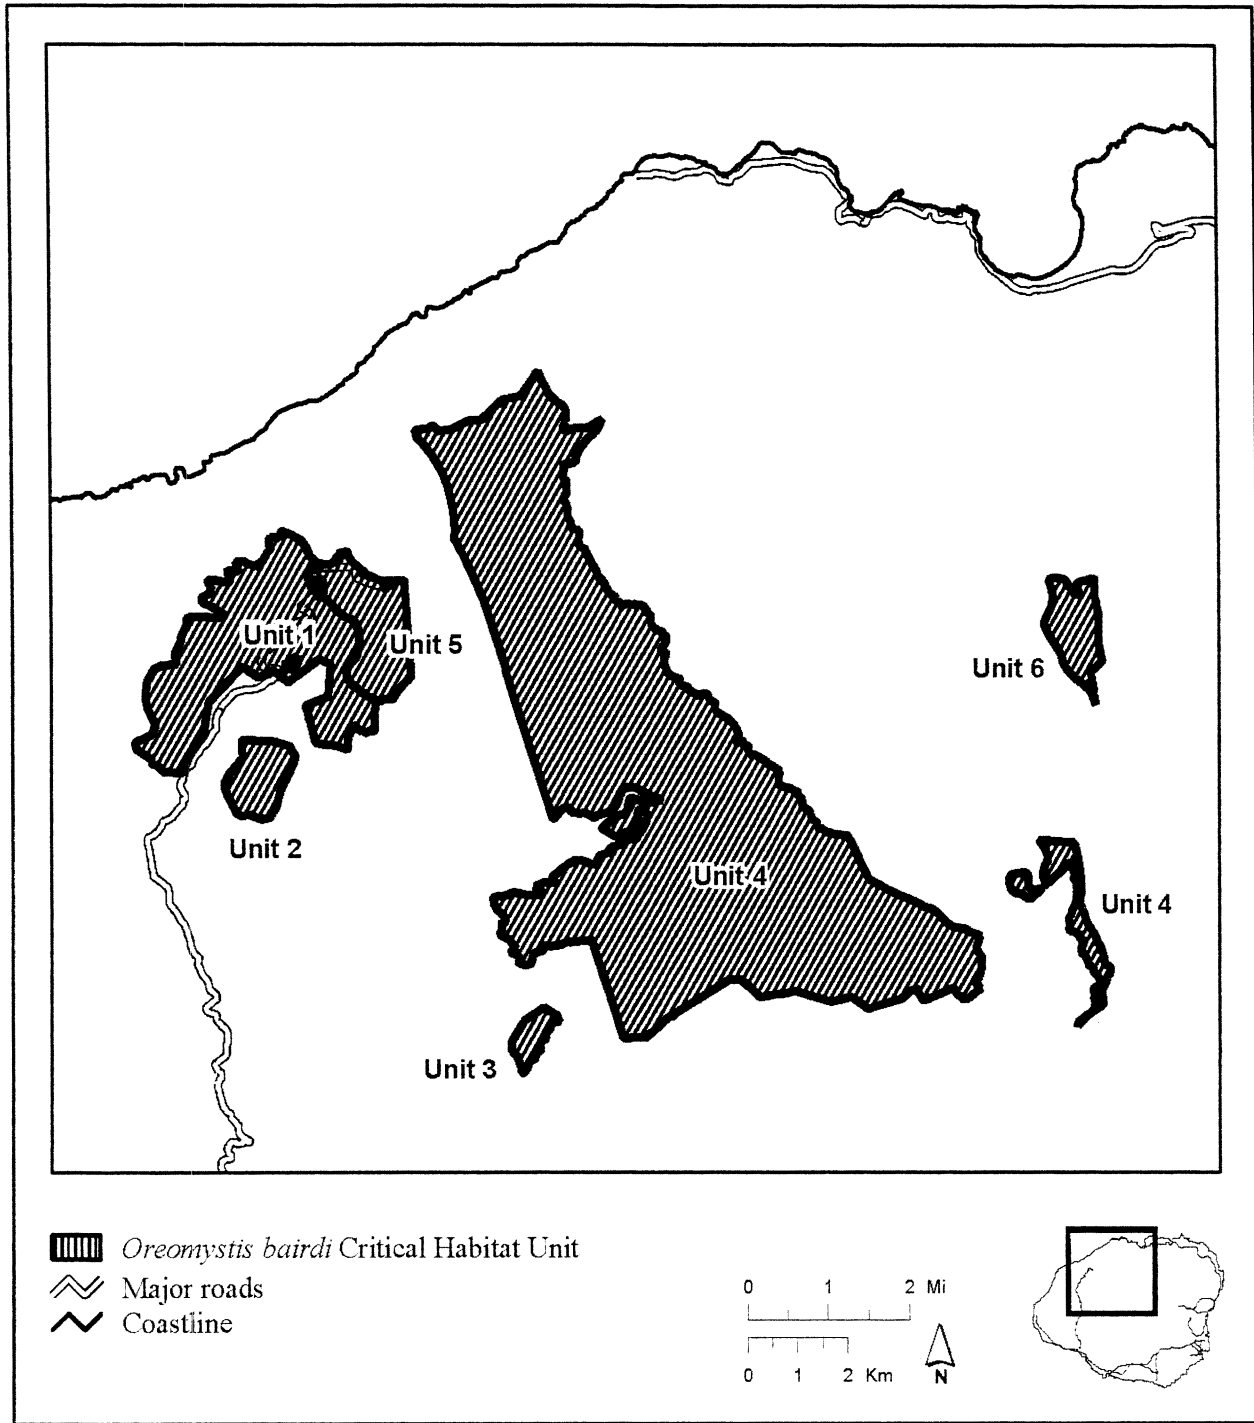 Unit 1
Unit 5
Unit 6
Unit 2
Unit 4
Unit 4
Unit 3
Oreomystis bairdi Critical Habitat Unit
Major roads
Coastline
0 1 2 Mi
0 1 2 Km
N